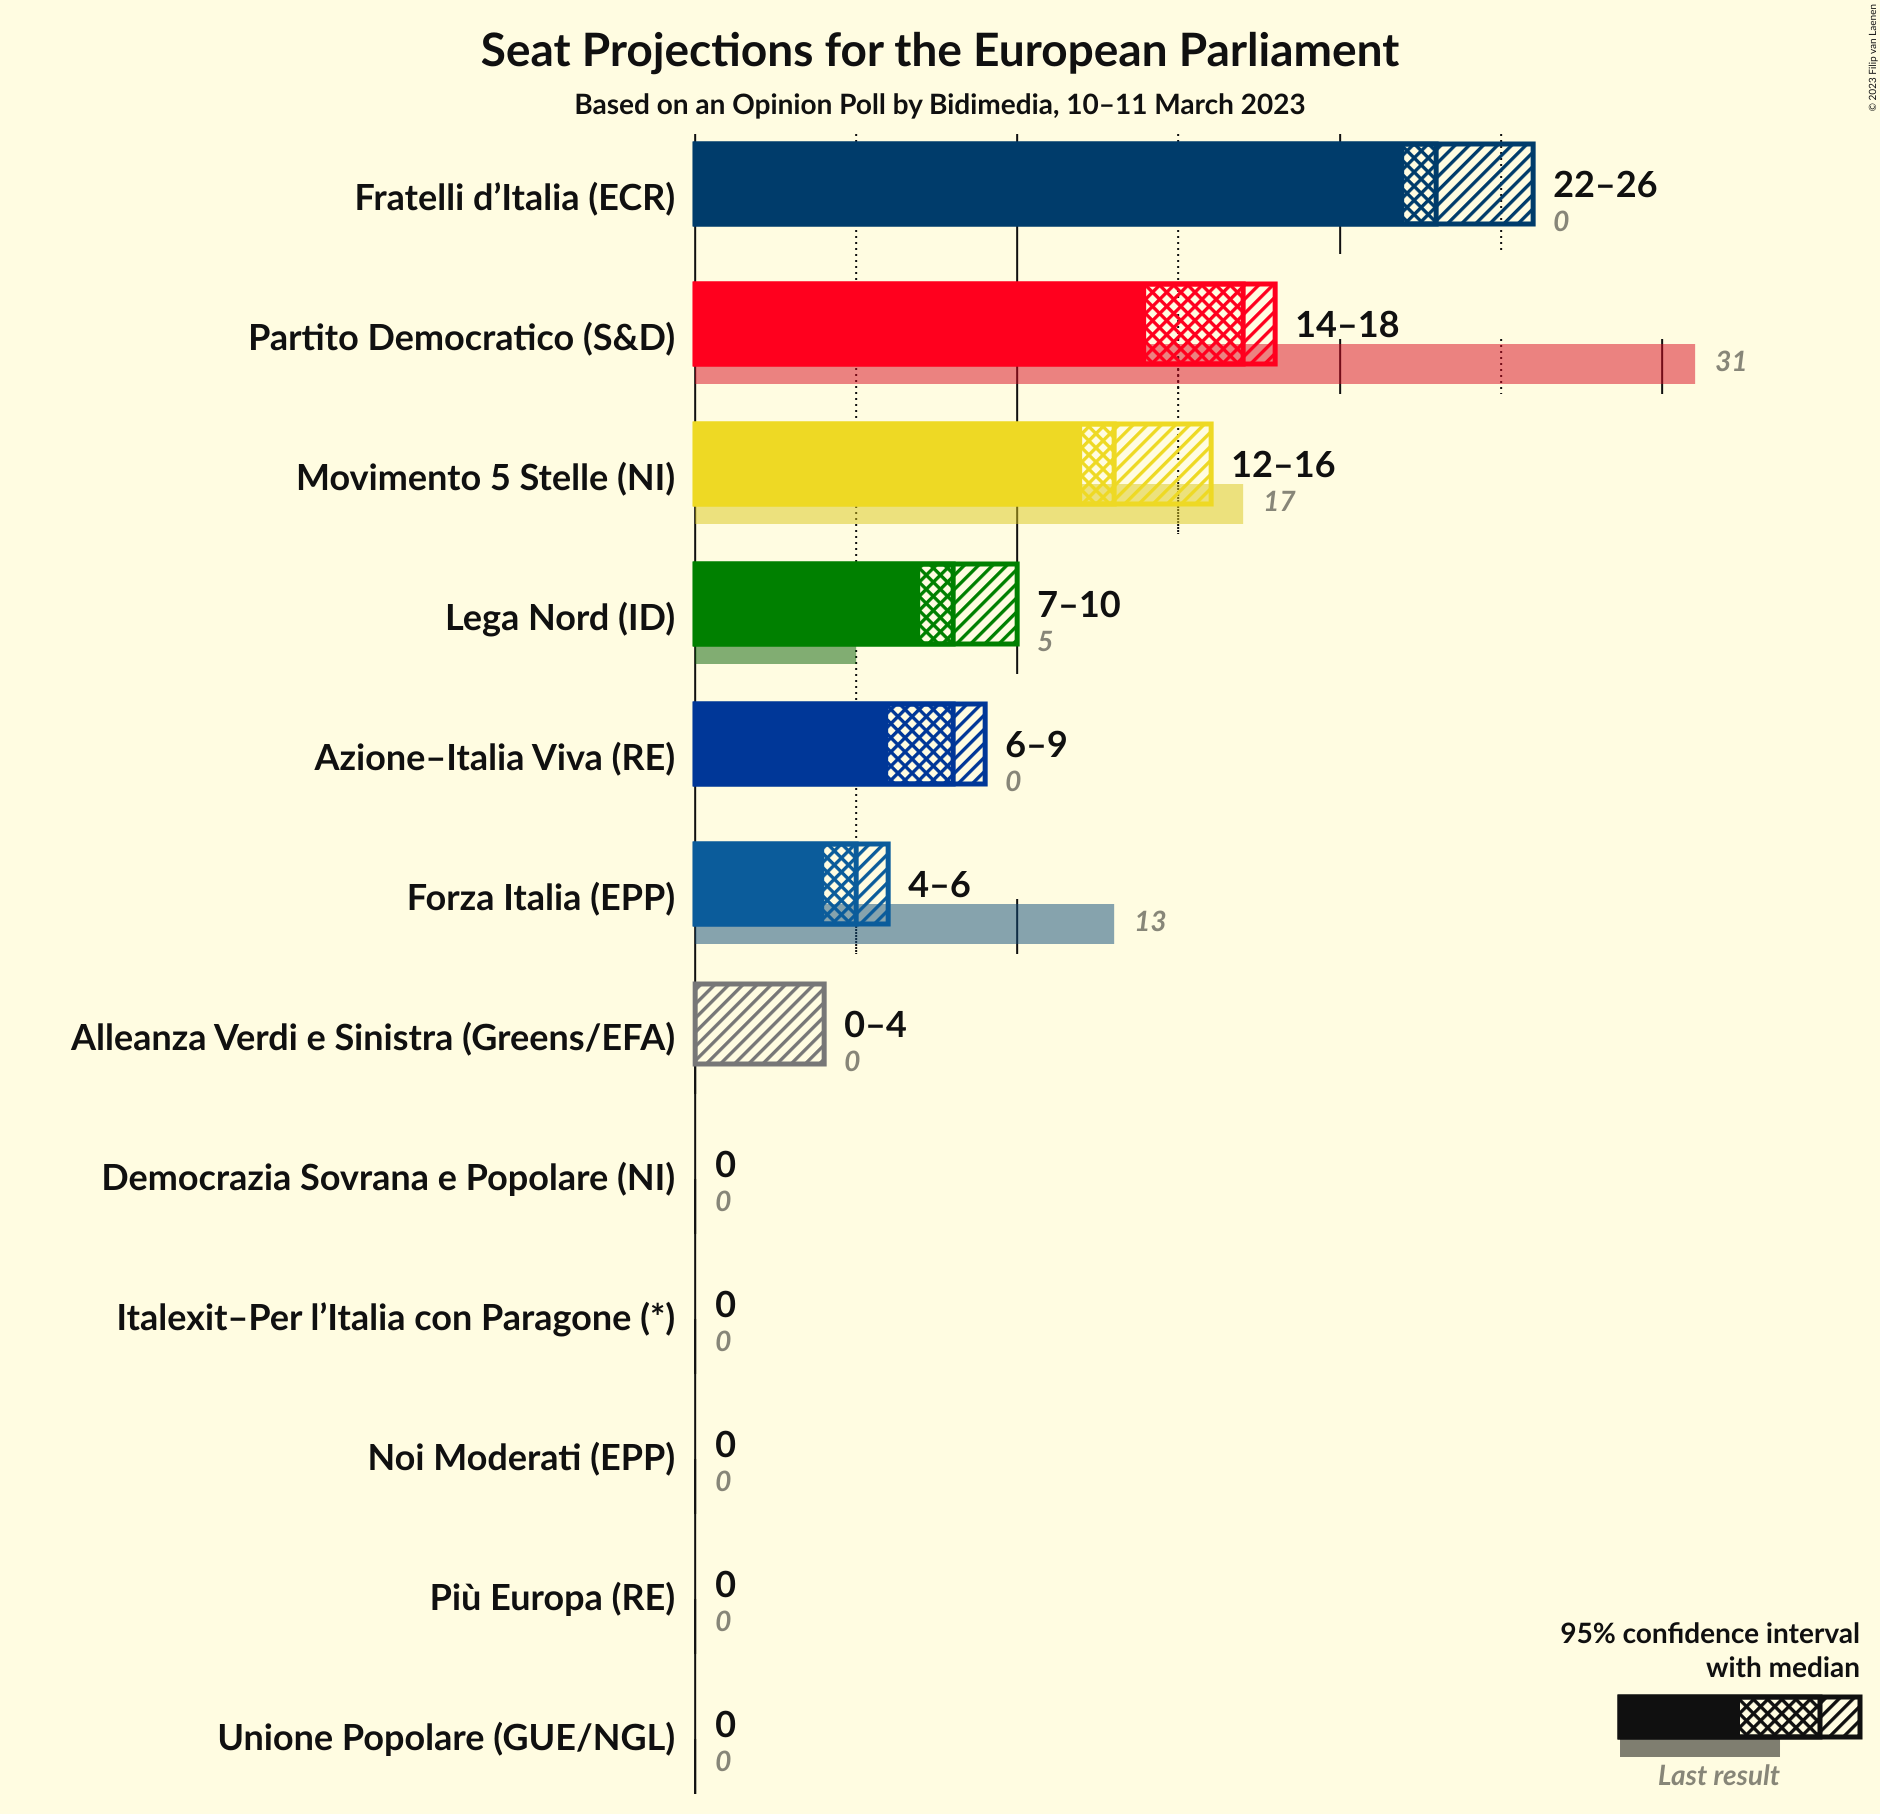 Seat Projections for the European Parliament
Based on an Opinion Poll by Bidimedia, 10–11 March 2023
© 2023 Filip van Laenen
Fratelli d’Italia (ECR)
22–26
0
Partito Democratico (S&D)
14–18
31
Movimento 5 Stelle (NI)
12–16
17
Lega Nord (ID)
7–10
5
Azione–Italia Viva (RE)
6–9
0
Forza Italia (EPP)
4–6
13
Alleanza Verdi e Sinistra (Greens/EFA)
0–4
0
Democrazia Sovrana e Popolare (NI)
0
0
Italexit–Per l’Italia con Paragone (*)
0
0
Noi Moderati (EPP)
0
0
Più Europa (RE)
0
0
Unione Popolare (GUE/NGL)
0
0
95% confidence interval
with median
Last result